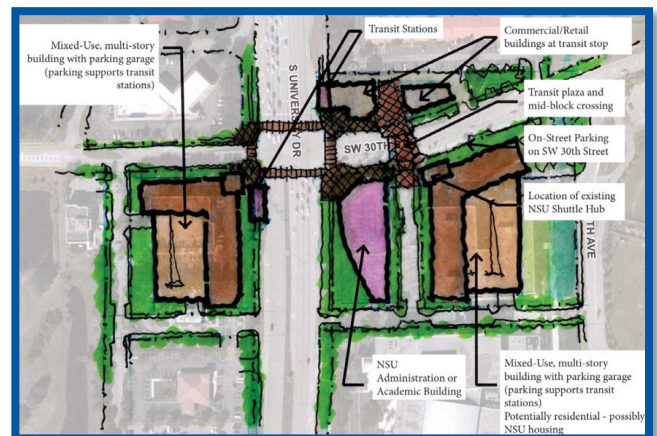 Mixed-Use, multi-story
building with parking garage
(parking supports transit
stations)
Transit Stations
Commercial/Retail
buildings at transit stop
Transit plaza and
mid-block crossing
On-Street Parking
on SW 30th Street
Location of existing
NSU Shuttle Hub
S UNIVERSITY DR
SW 30TH
TH AVE
NSU
Administration or
Academic Building
Mixed-Use, multi-story
building with parking garage
(parking supports transit
stations)
Potentially residential - possibly
NSU housing